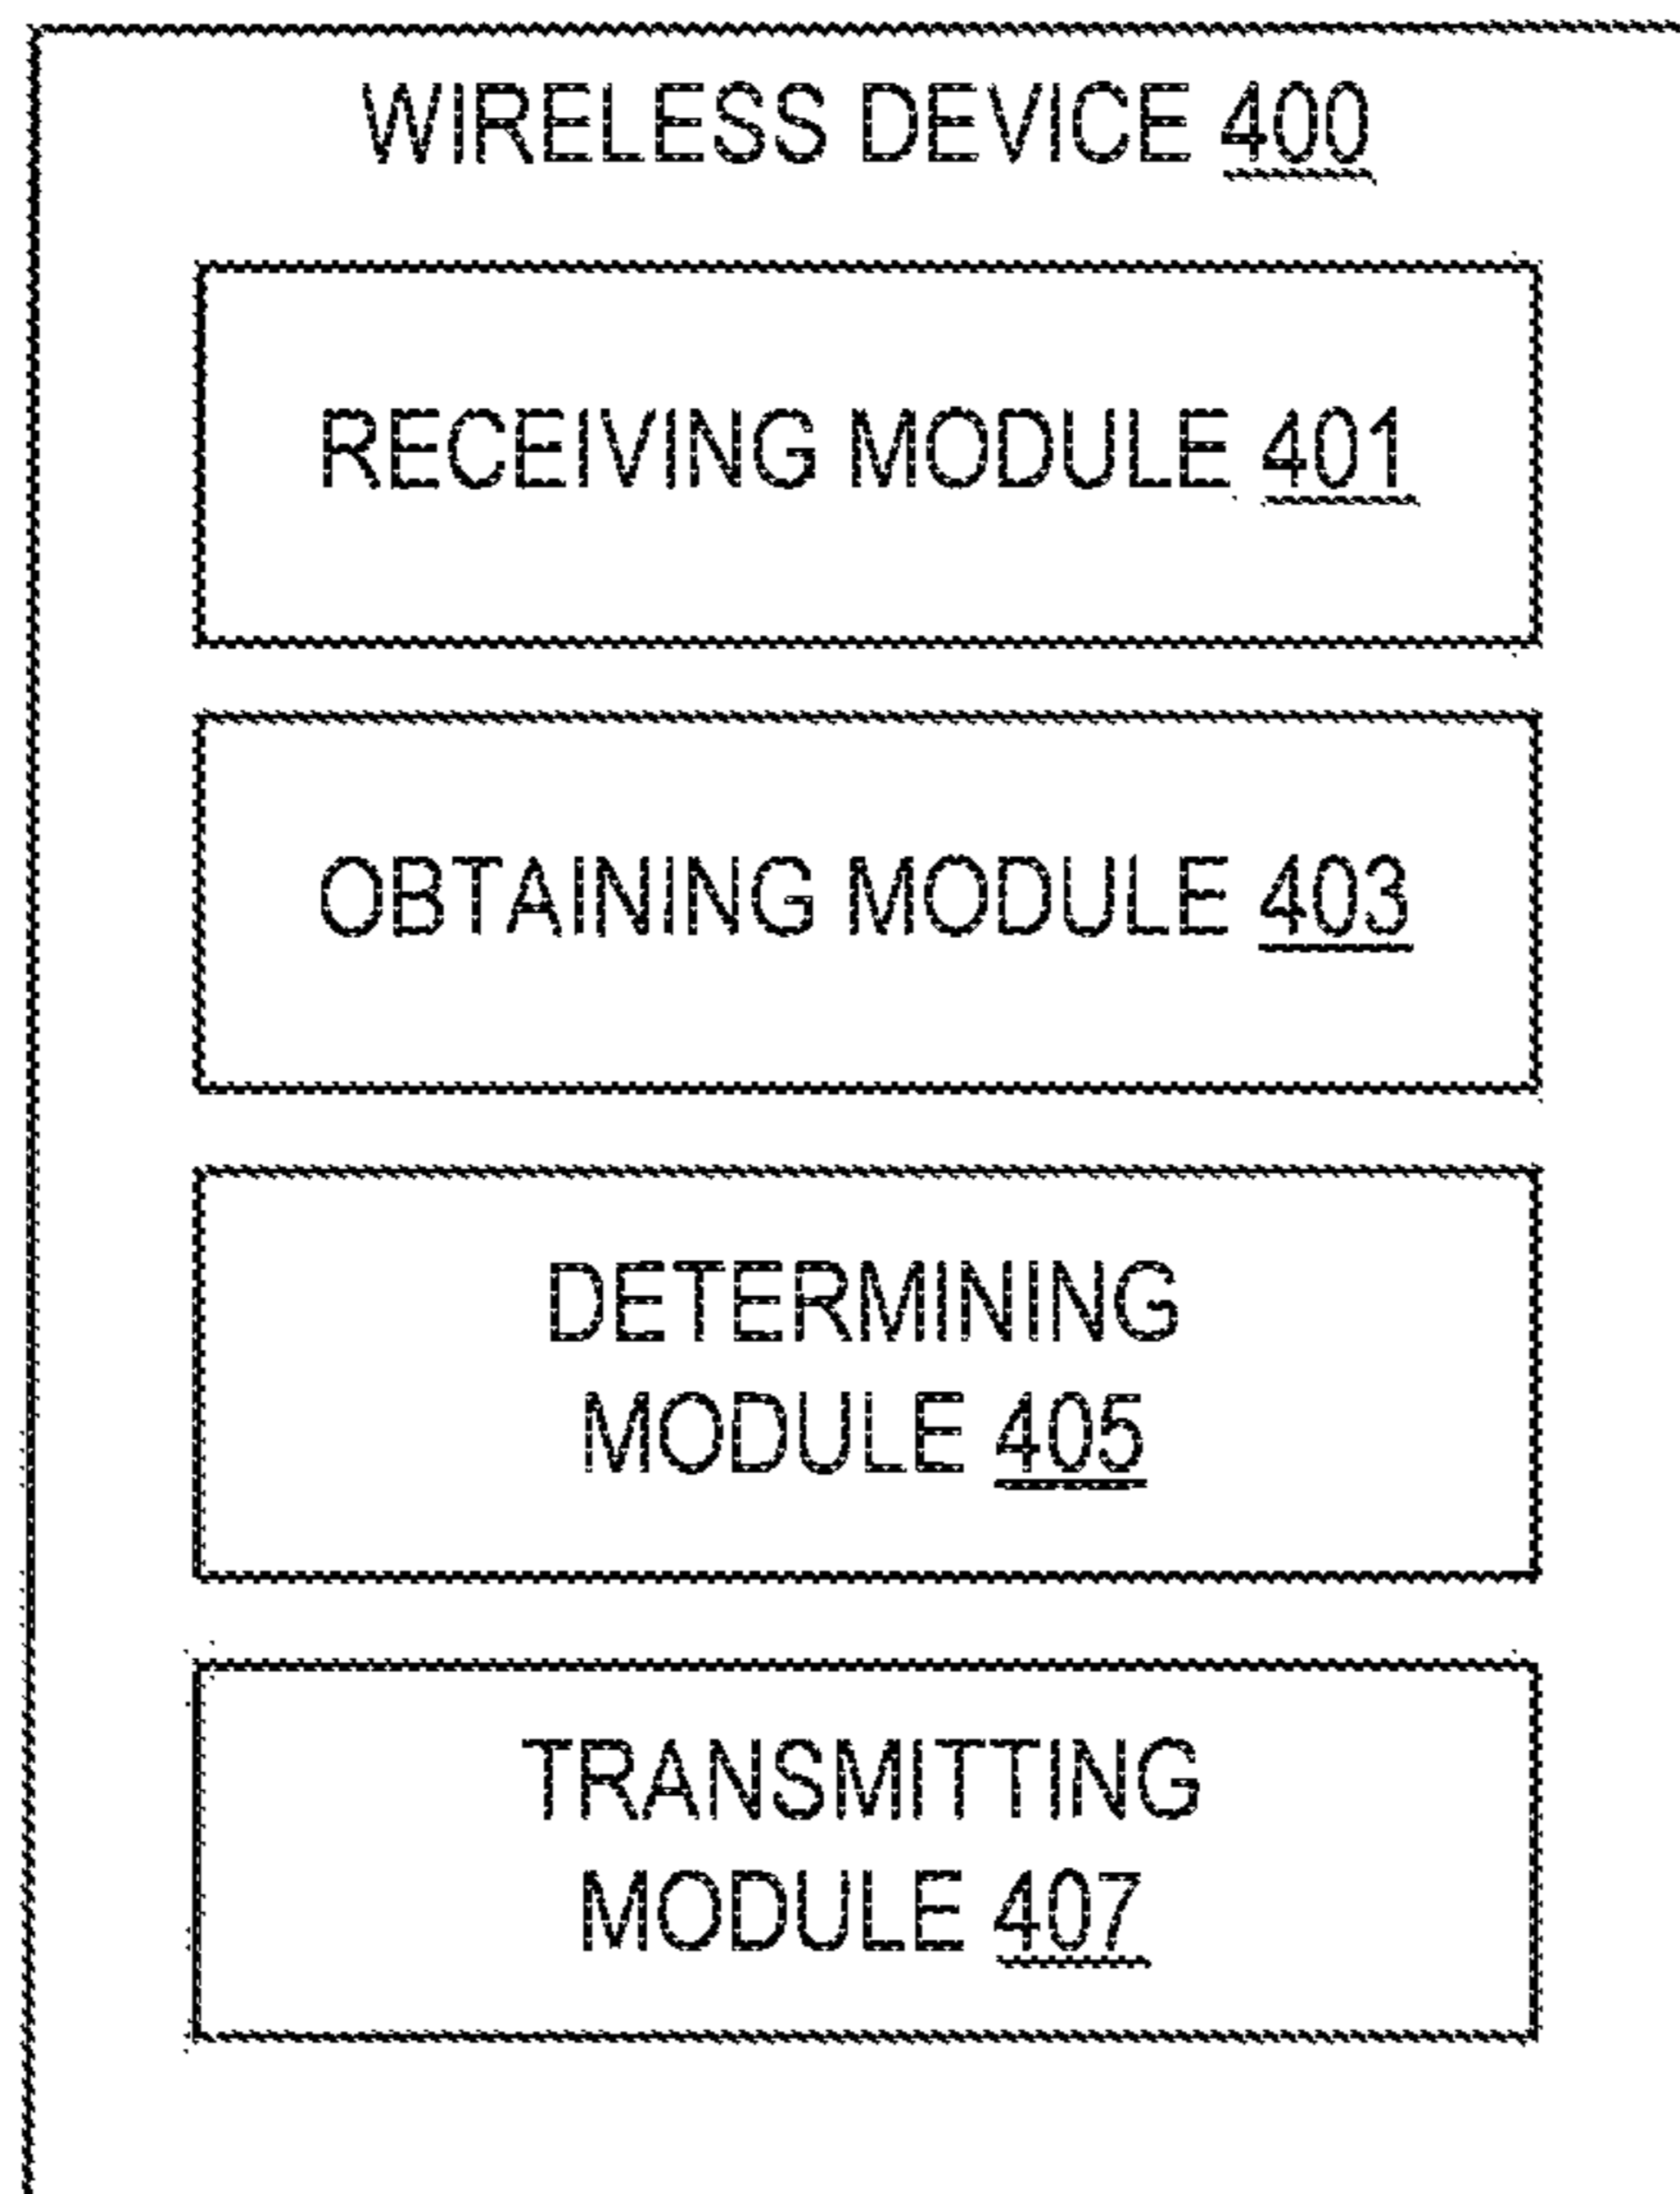 WIRELESS DEVICE 400
RECEIVING MODULE 401
OBTAINING MODULE 403
DETERMINING
MODULE 405
TRANSMITTING
MODULE 407